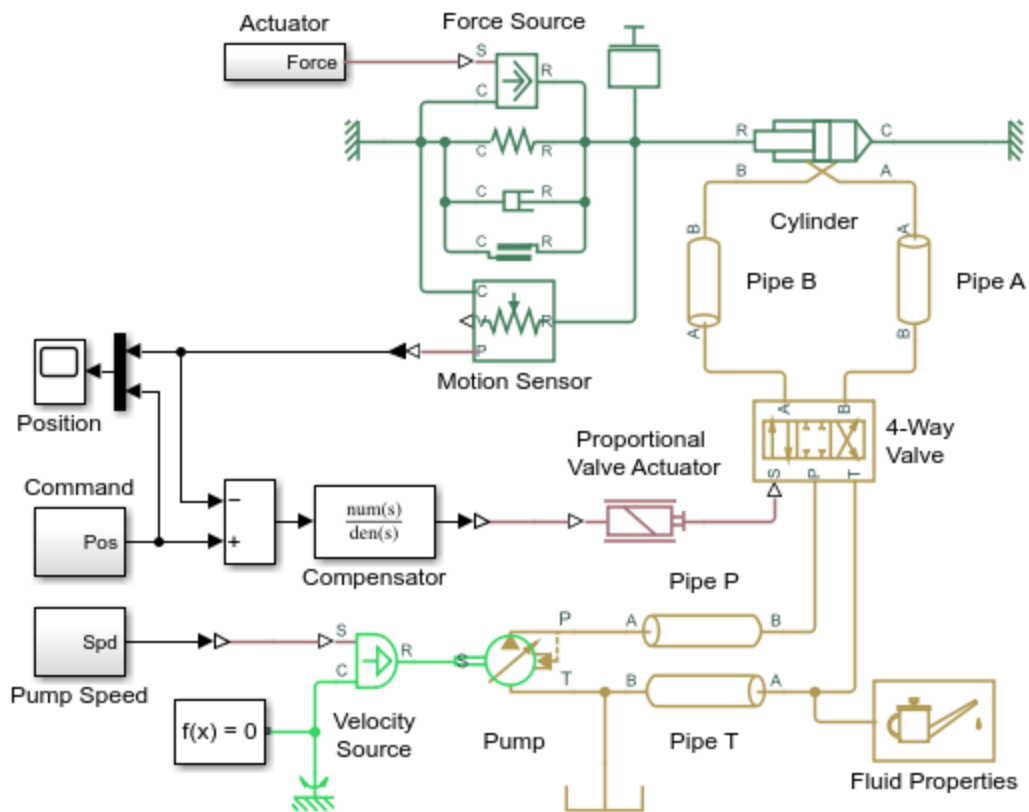 Actuator
Force Source
Force
S
R
C
C
R
R
C
C
R
B
A
C
R
Cylinder
B
A
C
Pipe B
Pipe A
V
R
P
A
B
Motion Sensor
Position
A
B
4-Way
Valve
Proportional
Valve Actuator
S
P
T
Command
Pos
−
+
num(s)
den(s)
Compensator
Pipe P
Spd
S
P
A
B
R
S
C
T
B
A
Pump Speed
f(x) = 0
Velocity
Source
Pump
Pipe T
Fluid Properties